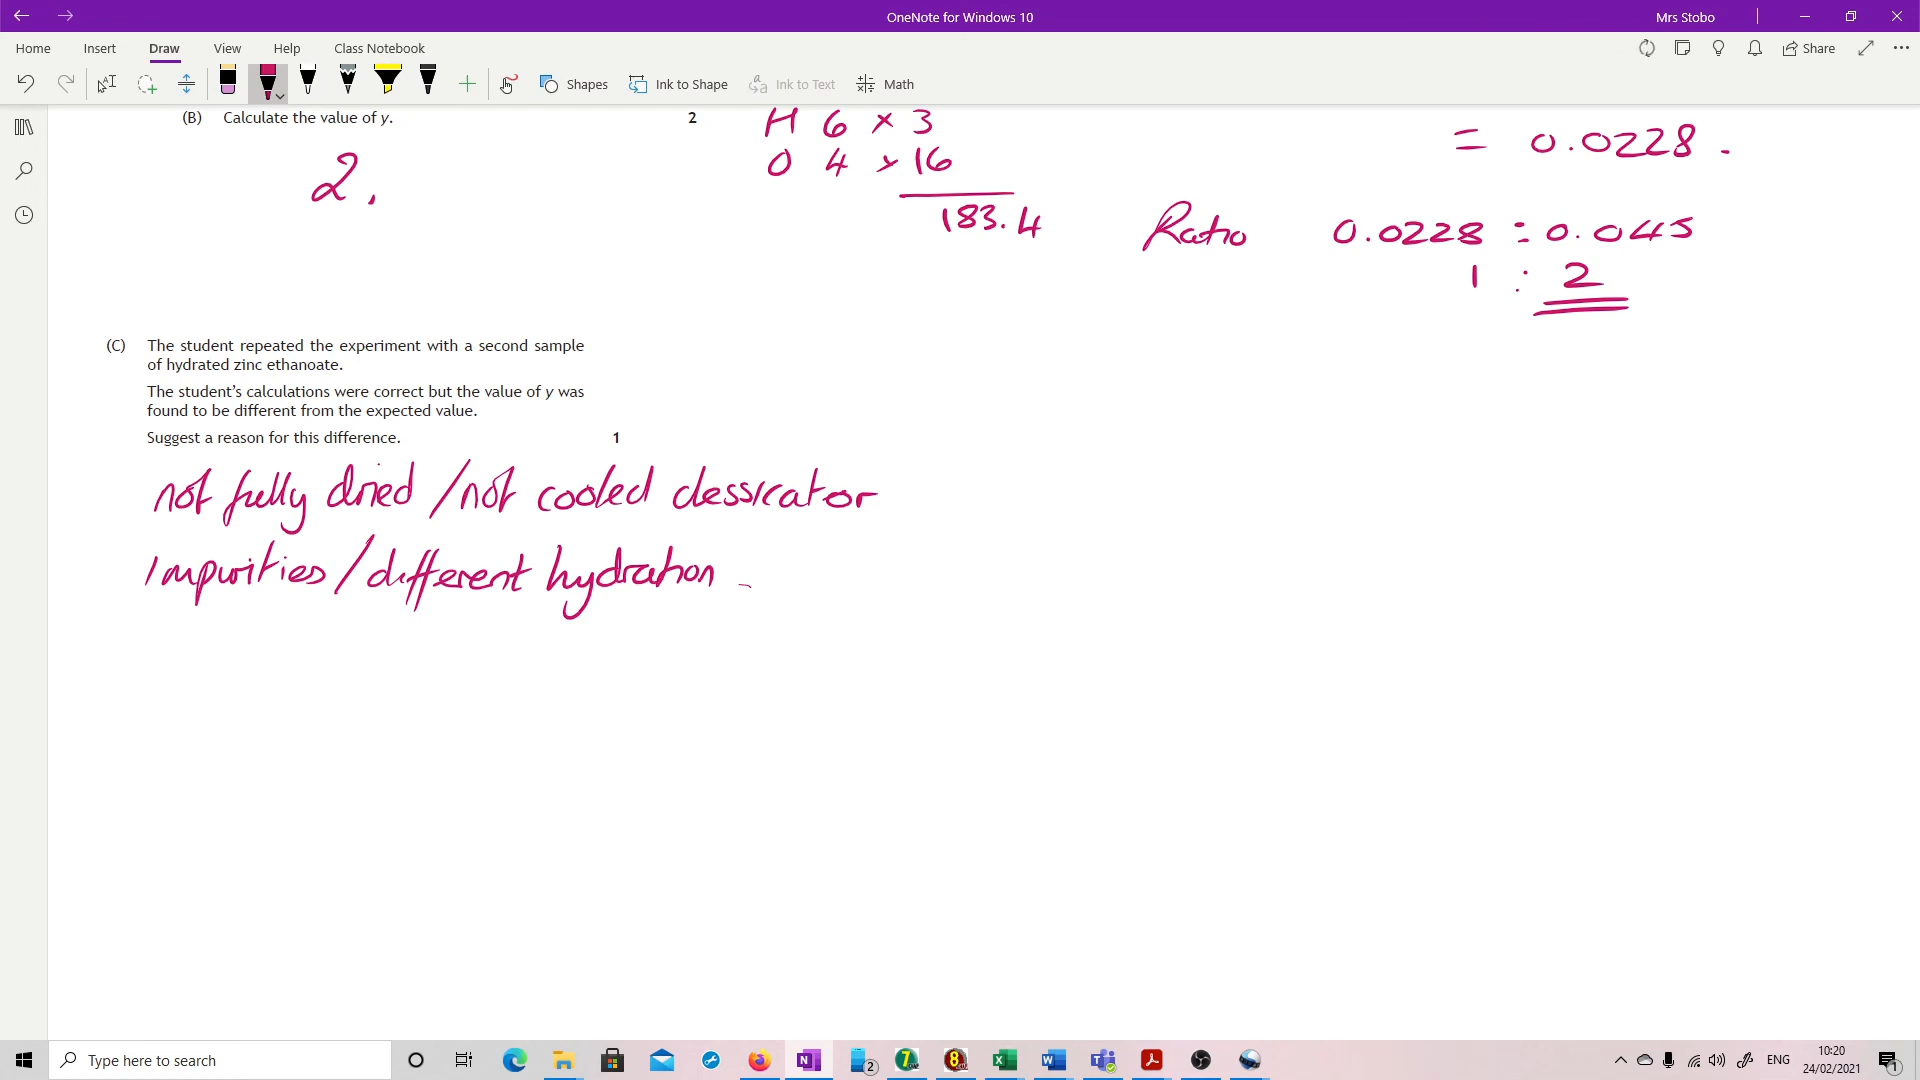 OneNote for Windows 10
Mrs Stobo
Home Insert Draw View Help Class Notebook
Share
Shapes Ink to Shape Ink to Text Math
(B) Calculate the value of y. 2
2.
H 6 × 3
O 4 × 16
183.4
= 0.0228.
Ratio 0.0228 : 0.045
1 : 2
(C) The student repeated the experiment with a second sample
of hydrated zinc ethanoate.
The student's calculations were correct but the value of y was
found to be different from the expected value.
Suggest a reason for this difference. 1
not fully dried / not cooled dessicator
impurities / different hydration
Type here to search
2
7
8
ENG
10:20
24/02/2021
1